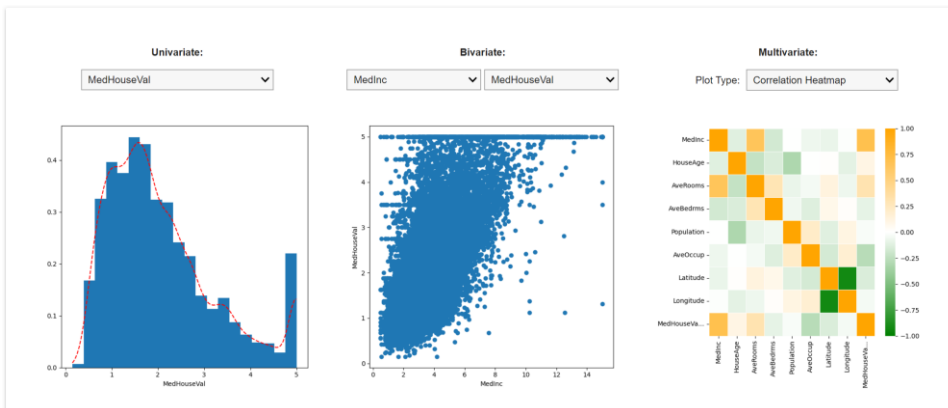 Univariate:
MedHouseVal
Bivariate:
MedInc
MedHouseVal
Multivariate:
Plot Type:
Correlation Heatmap
0.4
0.3
0.2
0.1
0.0
0
1
2
3
4
5
MedHouseVal
MedHouseVal
5
4
3
2
1
0
0
2
4
6
8
10
12
14
MedInc
MedInc
HouseAge
AveRooms
AveBedrms
Population
AveOccup
Latitude
Longitude
MedHouseVa...
MedInc
HouseAge
AveRooms
AveBedrms
Population
AveOccup
Latitude
Longitude
MedHouseVa...
1.00
0.75
0.50
0.25
0.00
−0.25
−0.50
−0.75
−1.00